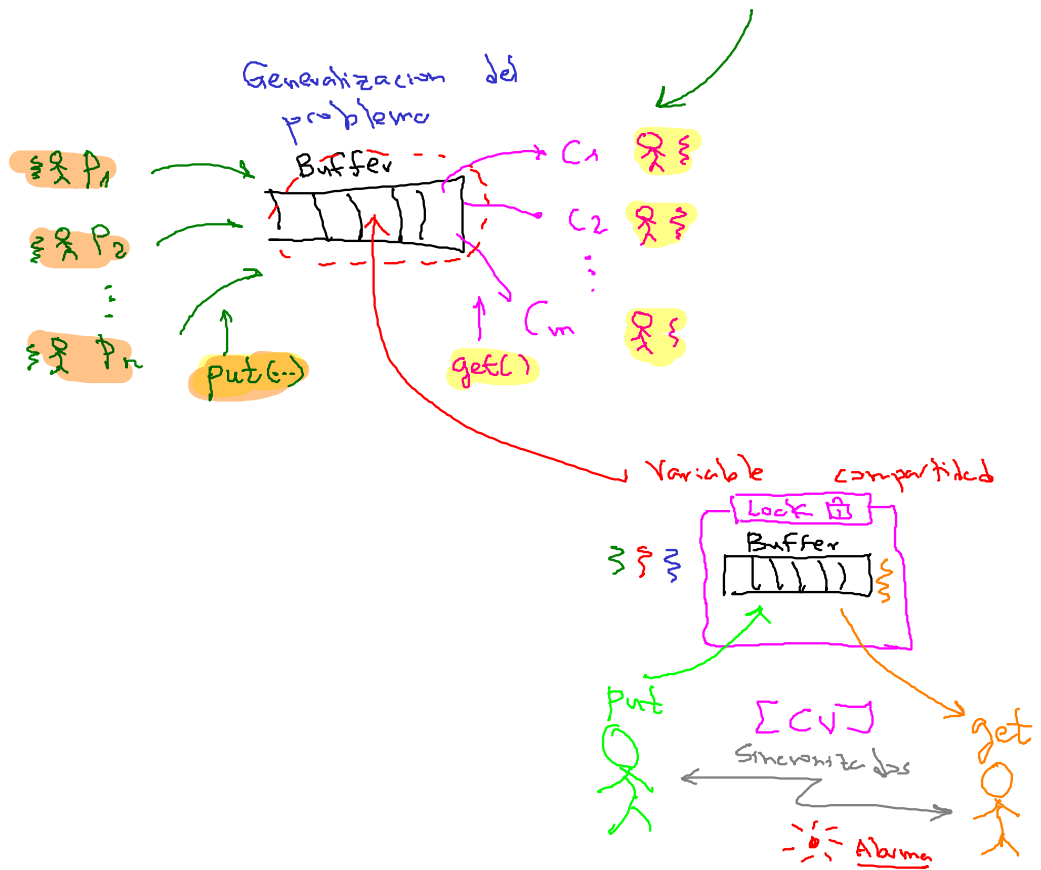 Generalizacion del
problema
Buffer
P1
P2
Pn
put(...)
C1
C2
Cm
get()
Variable compartidad
Lock
Buffer
put
[CV]
Sincronizados
get
Alarma